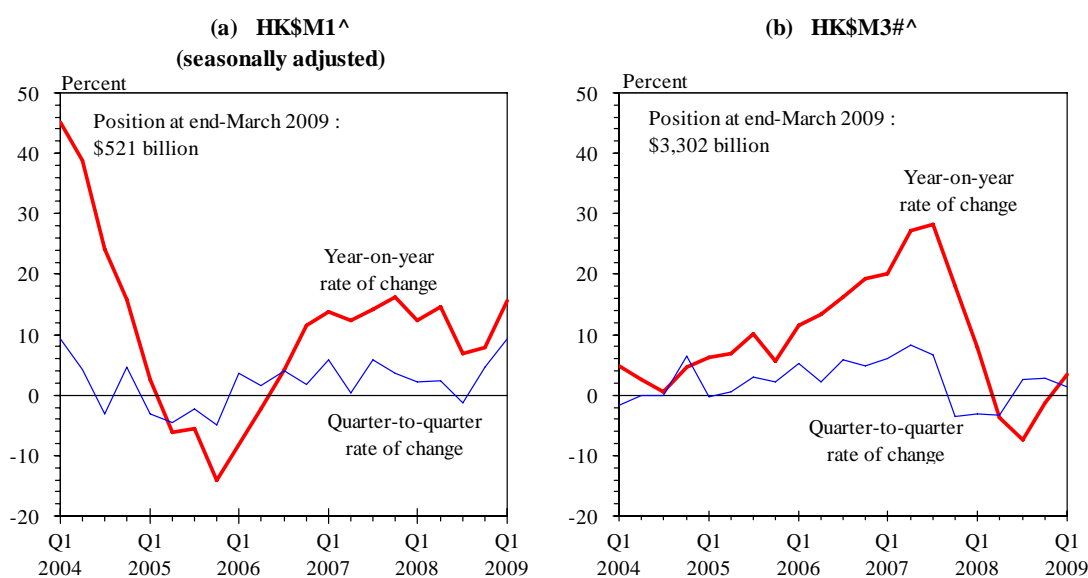 (a) HK$M1^
(seasonally adjusted)
Percent
50
40
30
20
10
0
-10
-20
Position at end-March 2009 :
$521 billion
Year-on-year
rate of change
Quarter-to-quarter
rate of change
Q1 Q1 Q1 Q1 Q1 Q1
2004 2005 2006 2007 2008 2009
(b) HK$M3#^
Percent
50
40
30
20
10
0
-10
-20
Position at end-March 2009 :
$3,302 billion
Year-on-year
rate of change
Quarter-to-quarter
rate of change
Q1 Q1 Q1 Q1 Q1 Q1
2004 2005 2006 2007 2008 2009